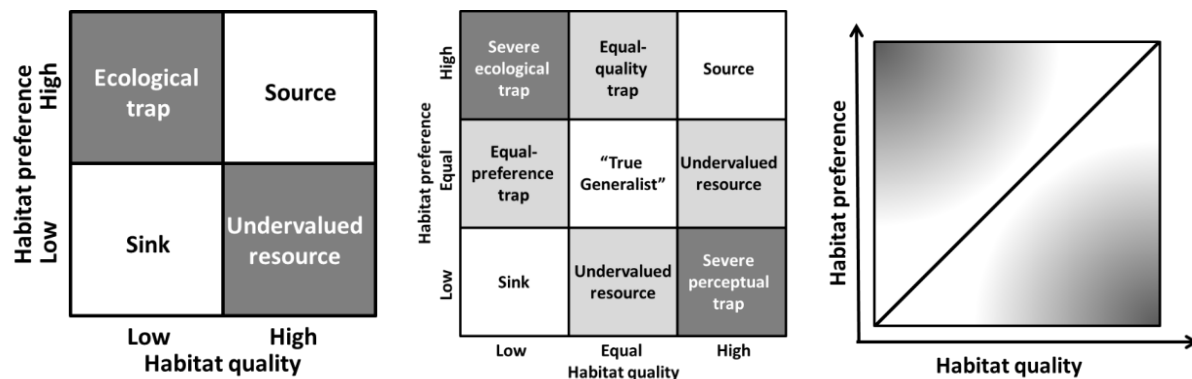 Habitat preference
High
Low
Ecological
trap
Source
Sink
Undervalued
resource
Low
High
Habitat quality
Habitat preference
High
Equal
Low
Severe
ecological
trap
Equal-
quality
trap
Source
Equal-
preference
trap
“True
Generalist”
Undervalued
resource
Sink
Undervalued
resource
Severe
perceptual
trap
Low
Equal
High
Habitat quality
Habitat preference
Habitat quality